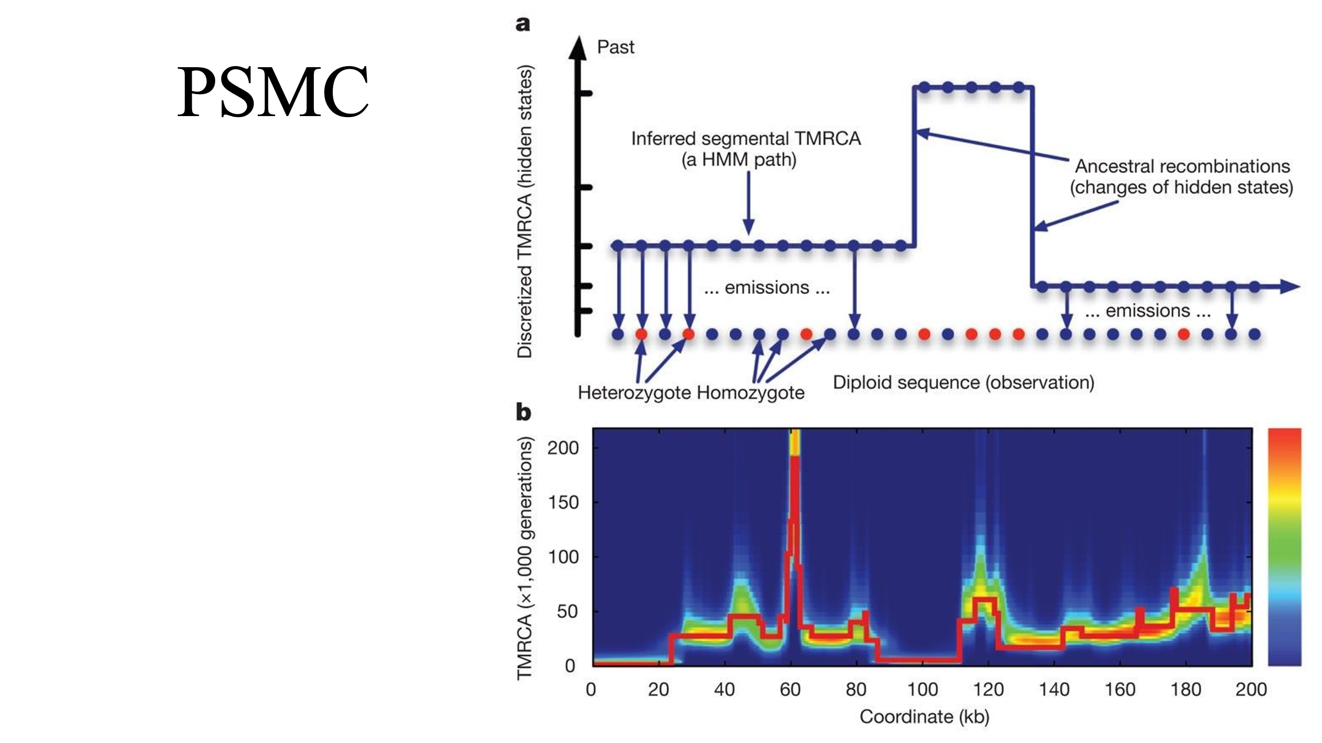 PSMC
a
Past
Discretized TMRCA (hidden states)
Inferred segmental TMRCA
(a HMM path)
Ancestral recombinations
(changes of hidden states)
... emissions ...
... emissions ...
Heterozygote Homozygote
Diploid sequence (observation)
b
TMRCA (×1,000 generations)
200
150
100
50
0
0 20 40 60 80 100 120 140 160 180 200
Coordinate (kb)